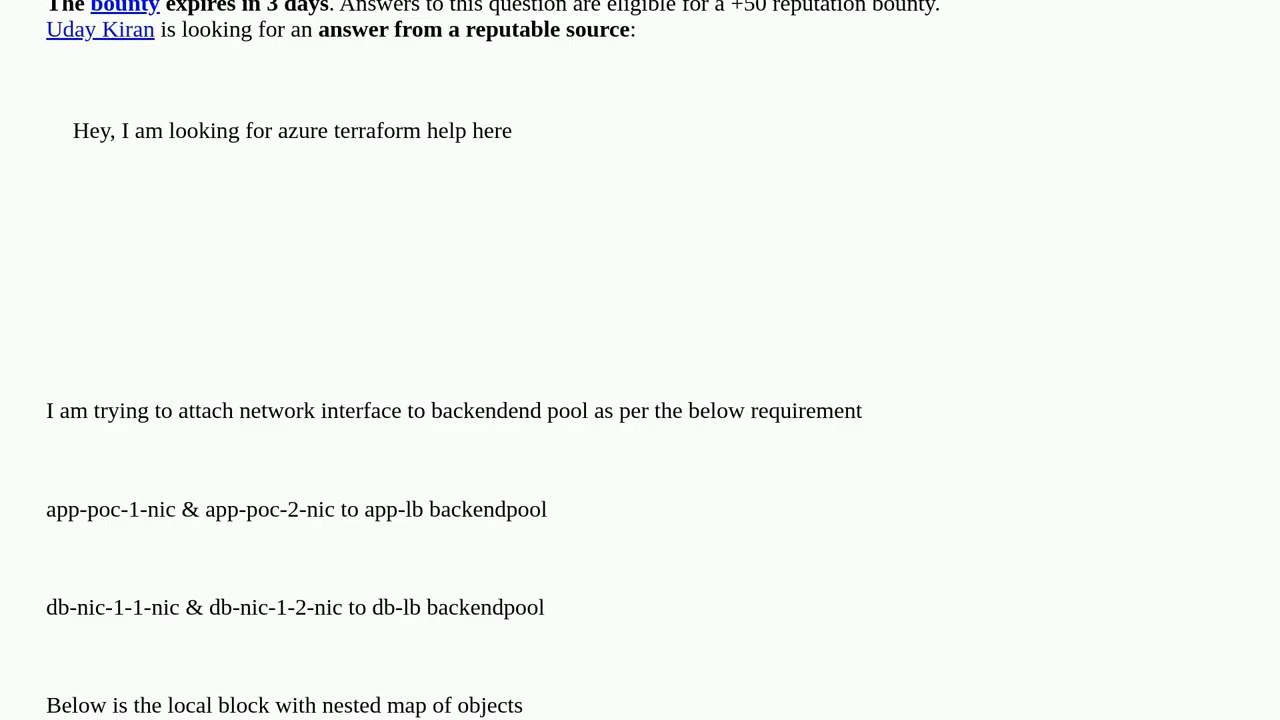 The bounty expires in 3 days. Answers to this question are eligible for a +50 reputation bounty.
Uday Kiran is looking for an answer from a reputable source:
Hey, I am looking for azure terraform help here
I am trying to attach network interface to backendend pool as per the below requirement
app-poc-1-nic & app-poc-2-nic to app-lb backendpool
db-nic-1-1-nic & db-nic-1-2-nic to db-lb backendpool
Below is the local block with nested map of objects